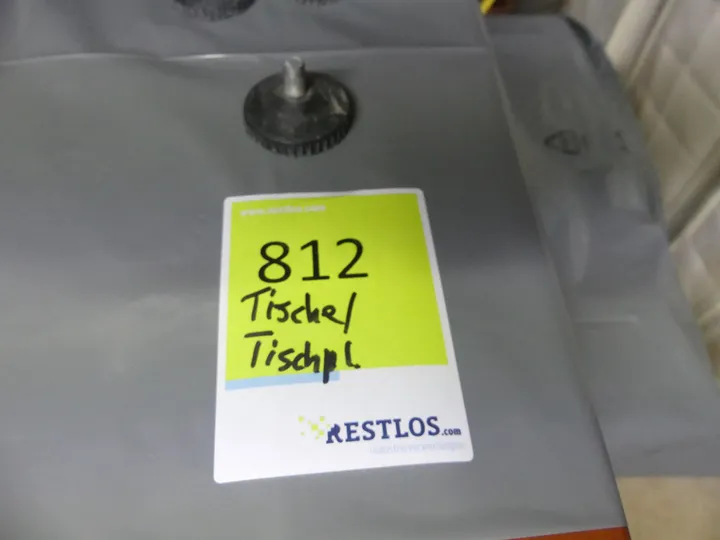 812
Tische/
Tischpl.
RESTLOS.com